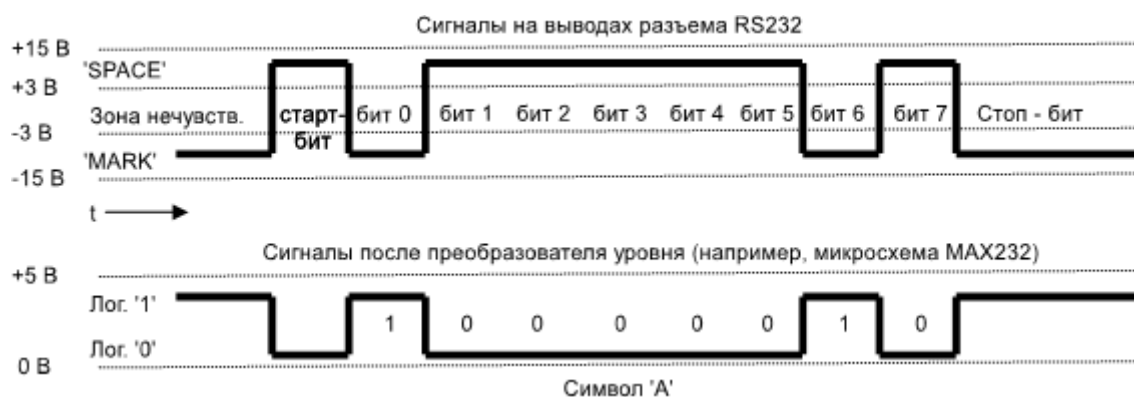 Сигналы на выводах разъема RS232
+15 В
'SPACE'
+3 В
Зона нечувств. старт-бит бит 0 бит 1 бит 2 бит 3 бит 4 бит 5 бит 6 бит 7 Стоп - бит
-3 В
'MARK'
-15 В
t
Сигналы после преобразователя уровня (например, микросхема MAX232)
+5 В
Лог. '1'
1 0 0 0 0 0 1 0
Лог. '0'
0 В
Символ 'A'